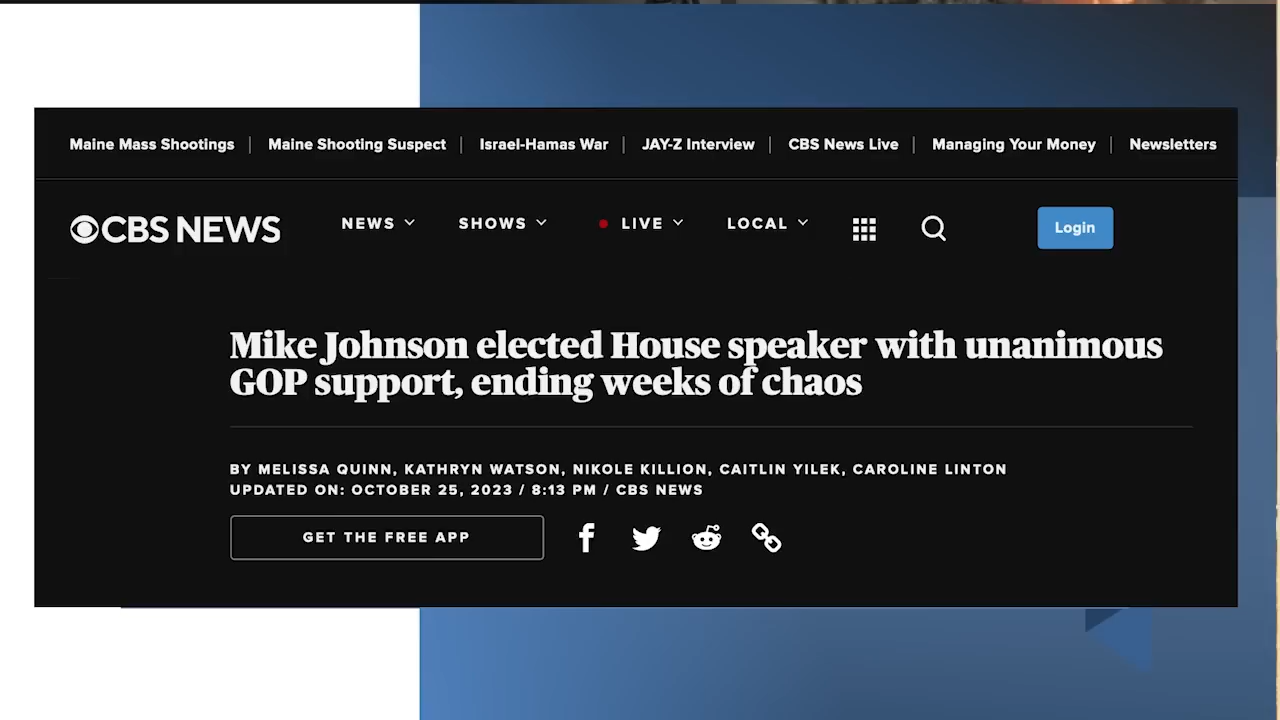 Maine Mass Shootings | Maine Shooting Suspect | Israel-Hamas War | JAY-Z Interview | CBS News Live | Managing Your Money | Newsletters
CBS NEWS NEWS SHOWS LIVE LOCAL Login
Mike Johnson elected House speaker with unanimous
GOP support, ending weeks of chaos
BY MELISSA QUINN, KATHRYN WATSON, NIKOLE KILLION, CAITLIN YILEK, CAROLINE LINTON
UPDATED ON: OCTOBER 25, 2023 / 8:13 PM / CBS NEWS
GET THE FREE APP